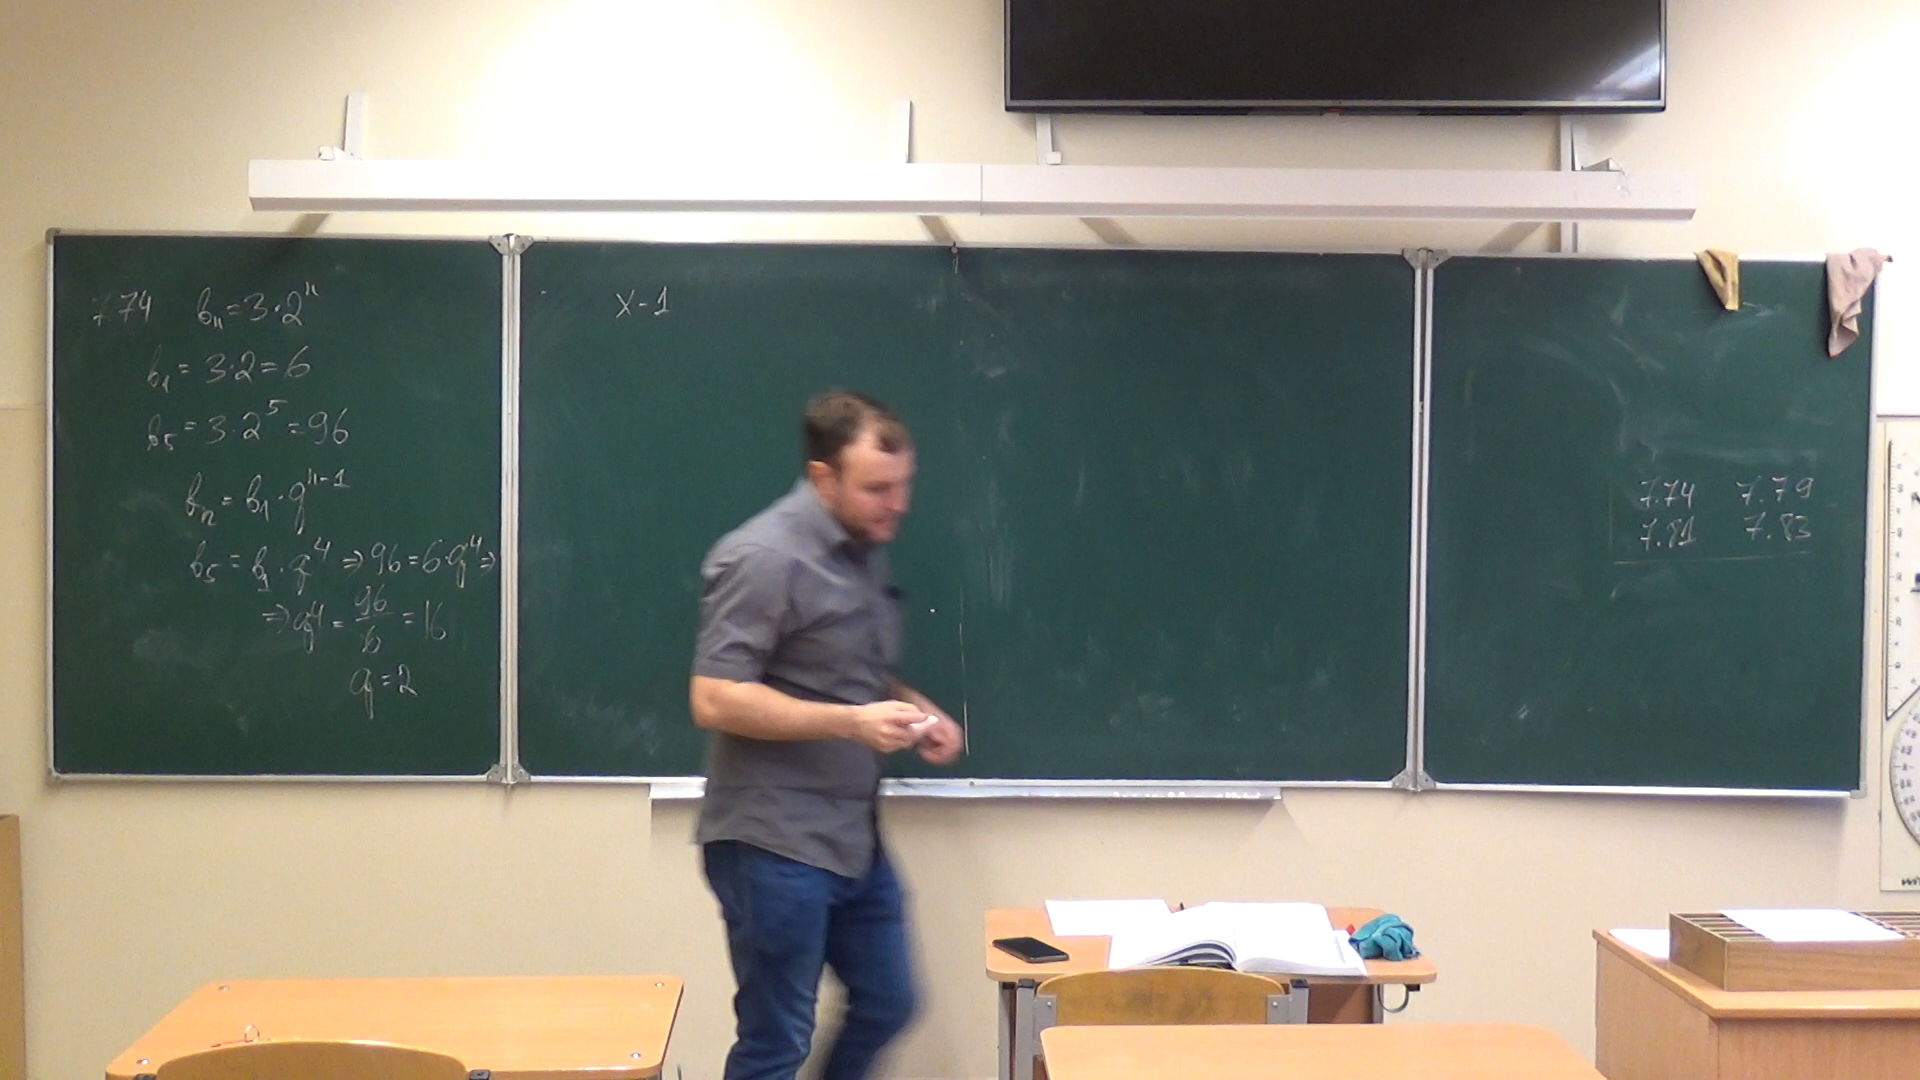 7.74 bₙ=3·2ⁿ
b₁=3·2=6
b₅=3·2⁵=96
bₙ=b₁·qⁿ⁻¹
b₅=b₁·q⁴⇒96=6·q⁴⇒
⇒q⁴=96/6=16
q=2
x-1
7.74 7.79
7.81 7.83